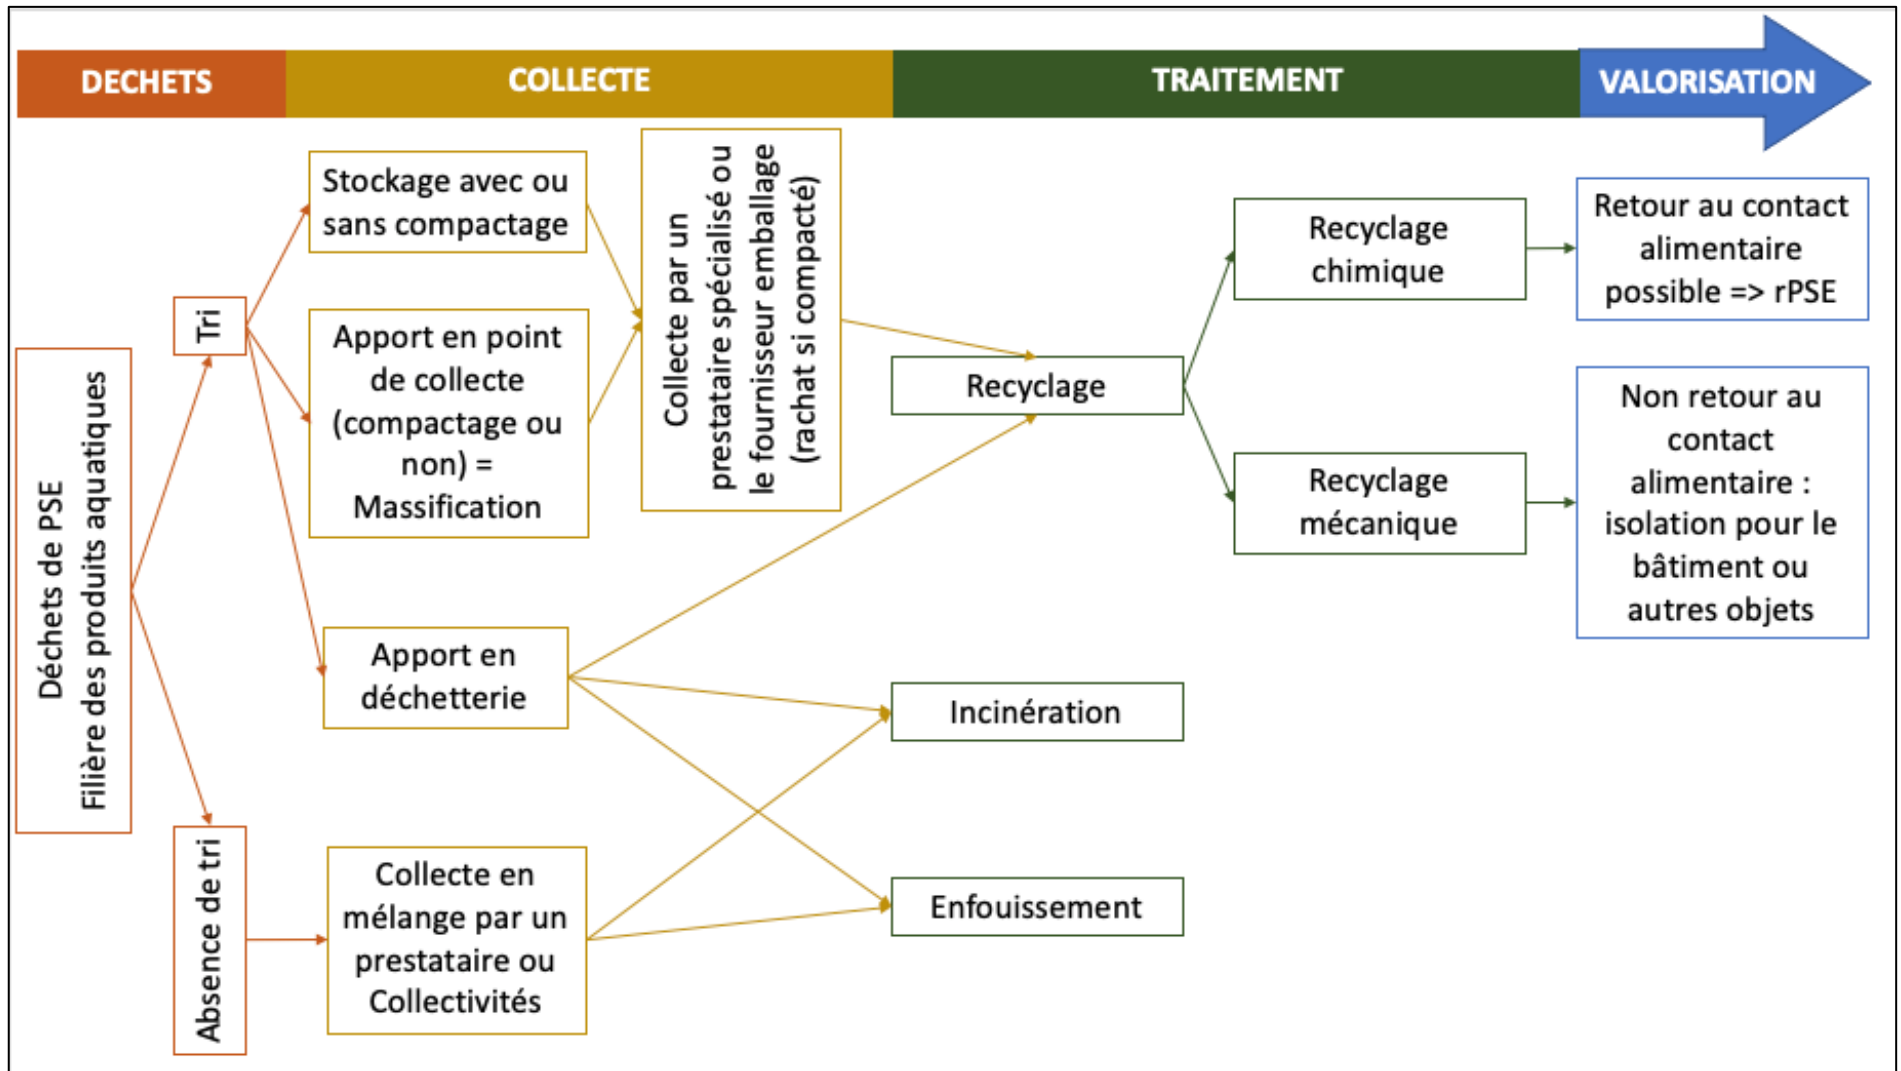 DECHETS
COLLECTE
TRAITEMENT
VALORISATION
Déchets de PSE
Filière des produits aquatiques
Tri
Absence de tri
Stockage avec ou
sans compactage
Apport en point
de collecte
(compactage ou
non) =
Massification
Apport en
déchetterie
Collecte en
mélange par un
prestataire ou
Collectivités
Collecte par un
prestataire spécialisé ou
le fournisseur emballage
(rachat si compacté)
Recyclage
Incinération
Enfouissement
Recyclage
chimique
Recyclage
mécanique
Retour au contact
alimentaire
possible => rPSE
Non retour au
contact
alimentaire :
isolation pour le
bâtiment ou
autres objets